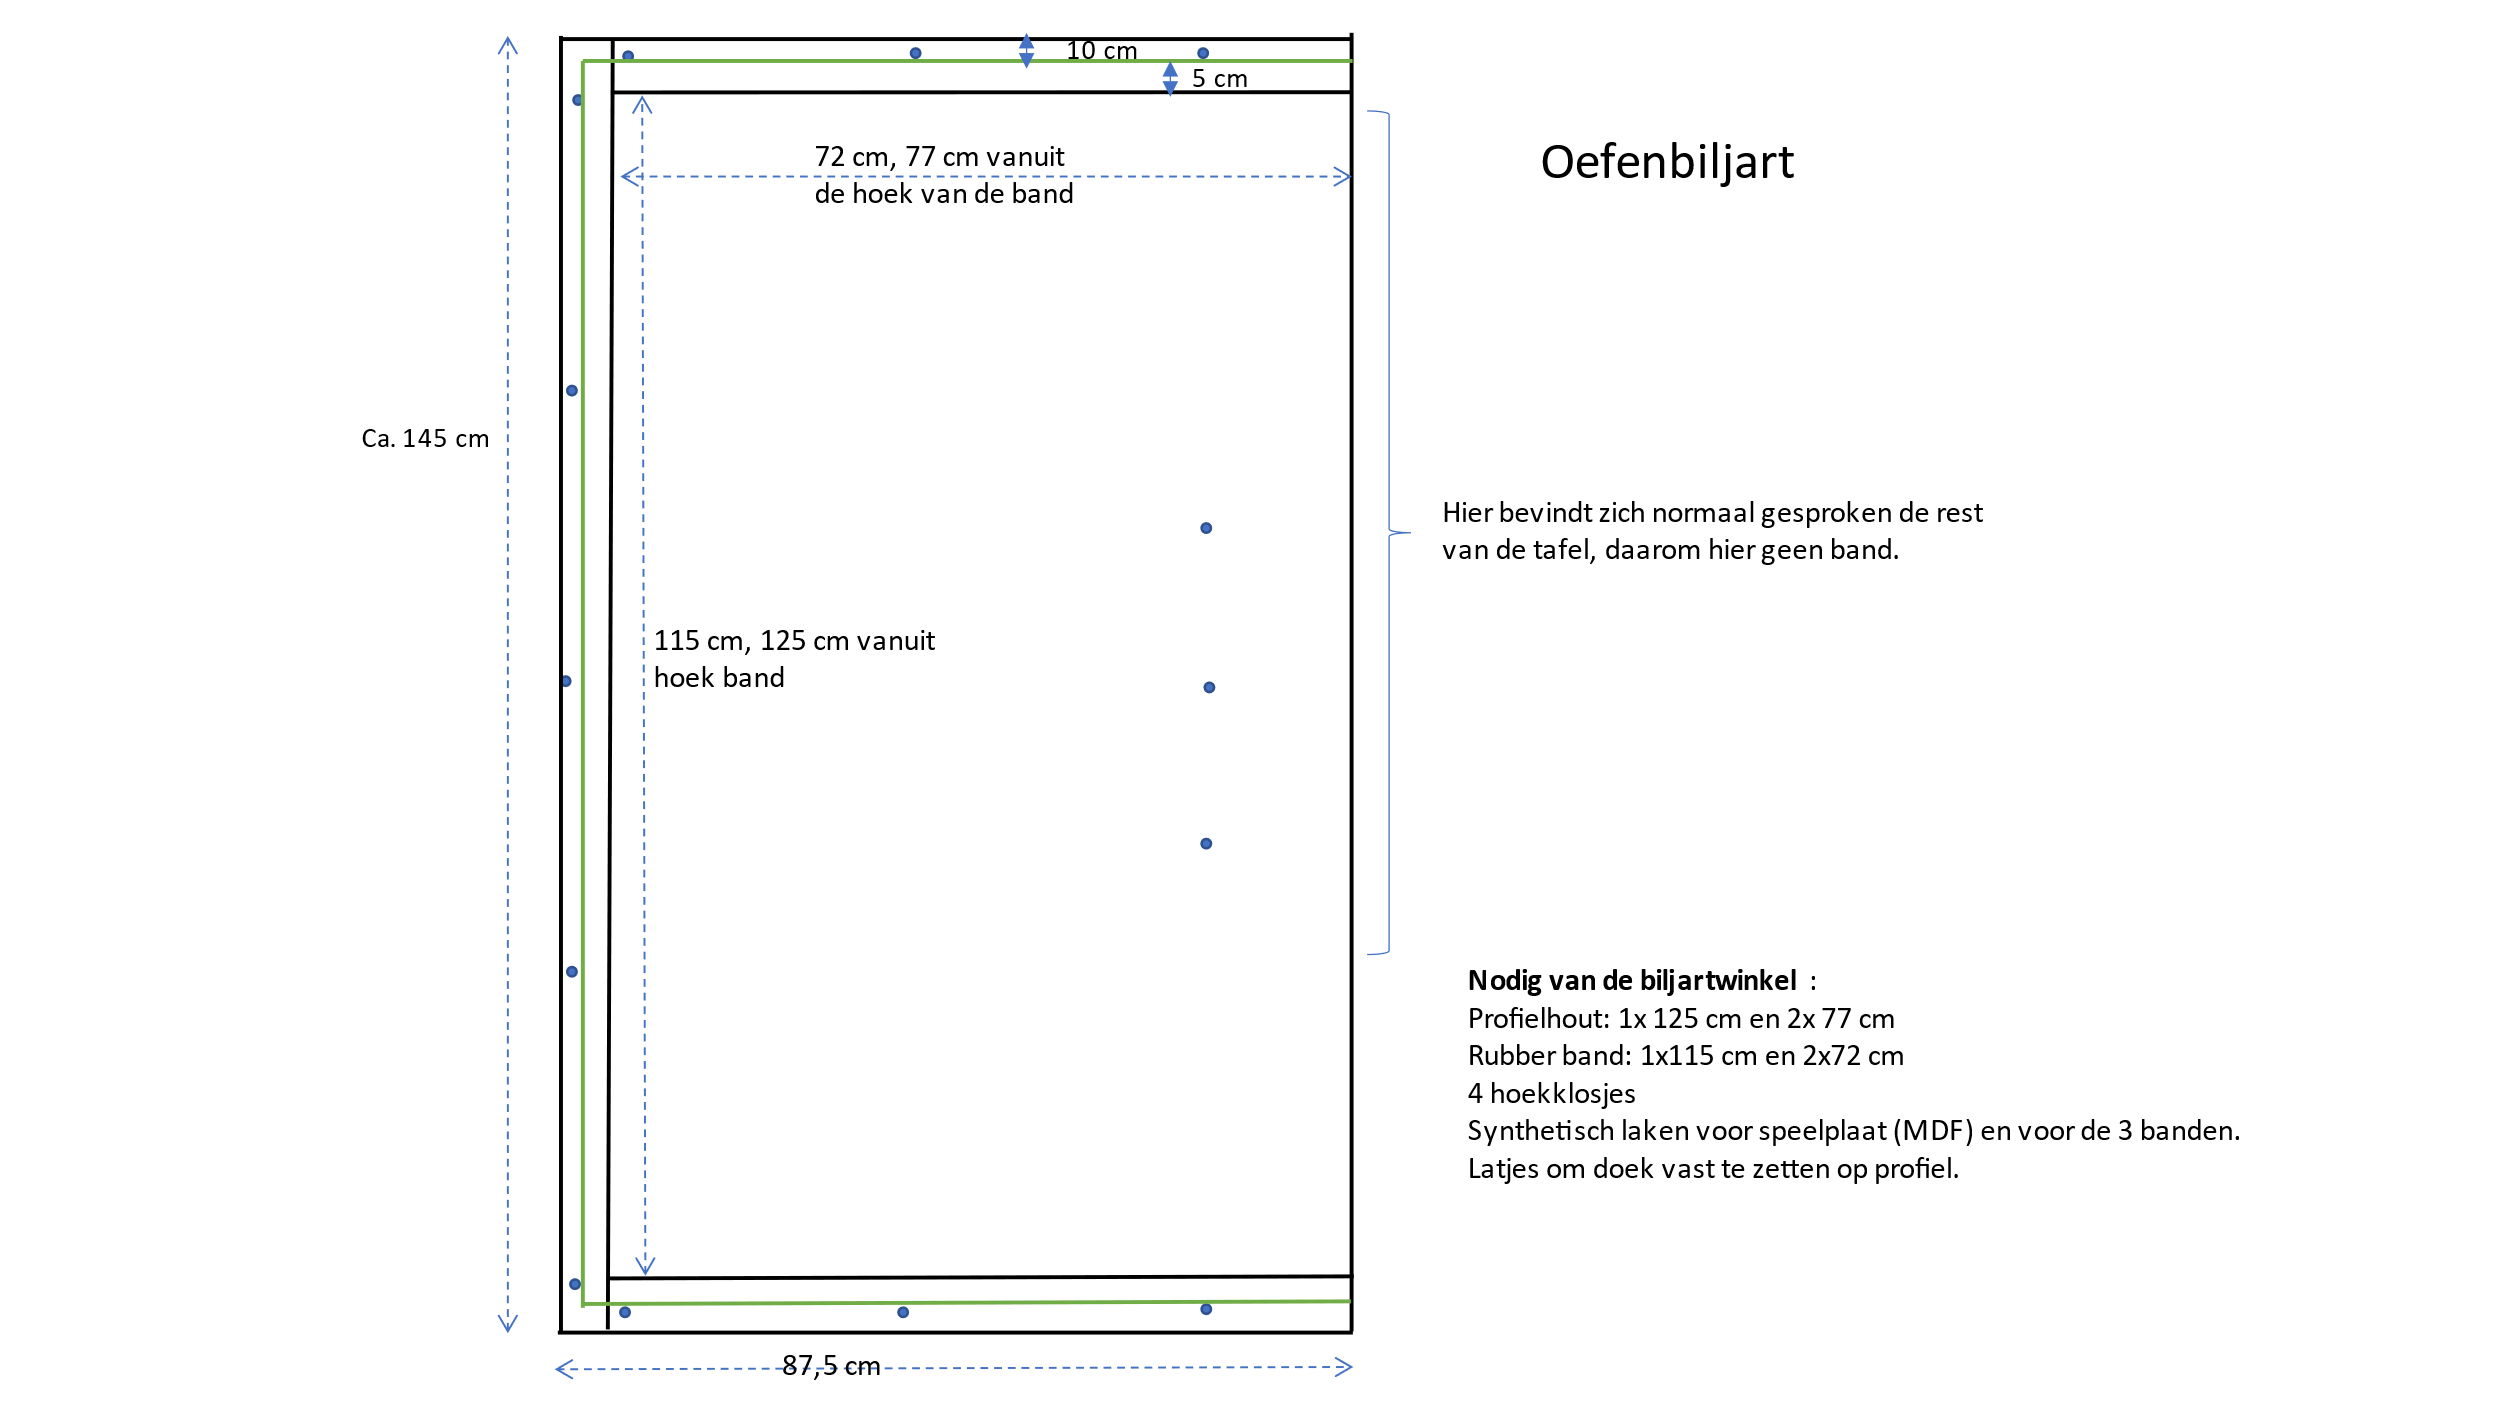 10 cm
5 cm
72 cm, 77 cm vanuit
de hoek van de band
Oefenbiljart
Ca. 145 cm
Hier bevindt zich normaal gesproken de rest
van de tafel, daarom hier geen band.
115 cm, 125 cm vanuit
hoek band
Nodig van de biljartwinkel  :
Profielhout: 1x 125 cm en 2x 77 cm
Rubber band: 1x115 cm en 2x72 cm
4 hoekklosjes
Synthetisch laken voor speelplaat (MDF) en voor de 3 banden.
Latjes om doek vast te zetten op profiel.
87,5 cm